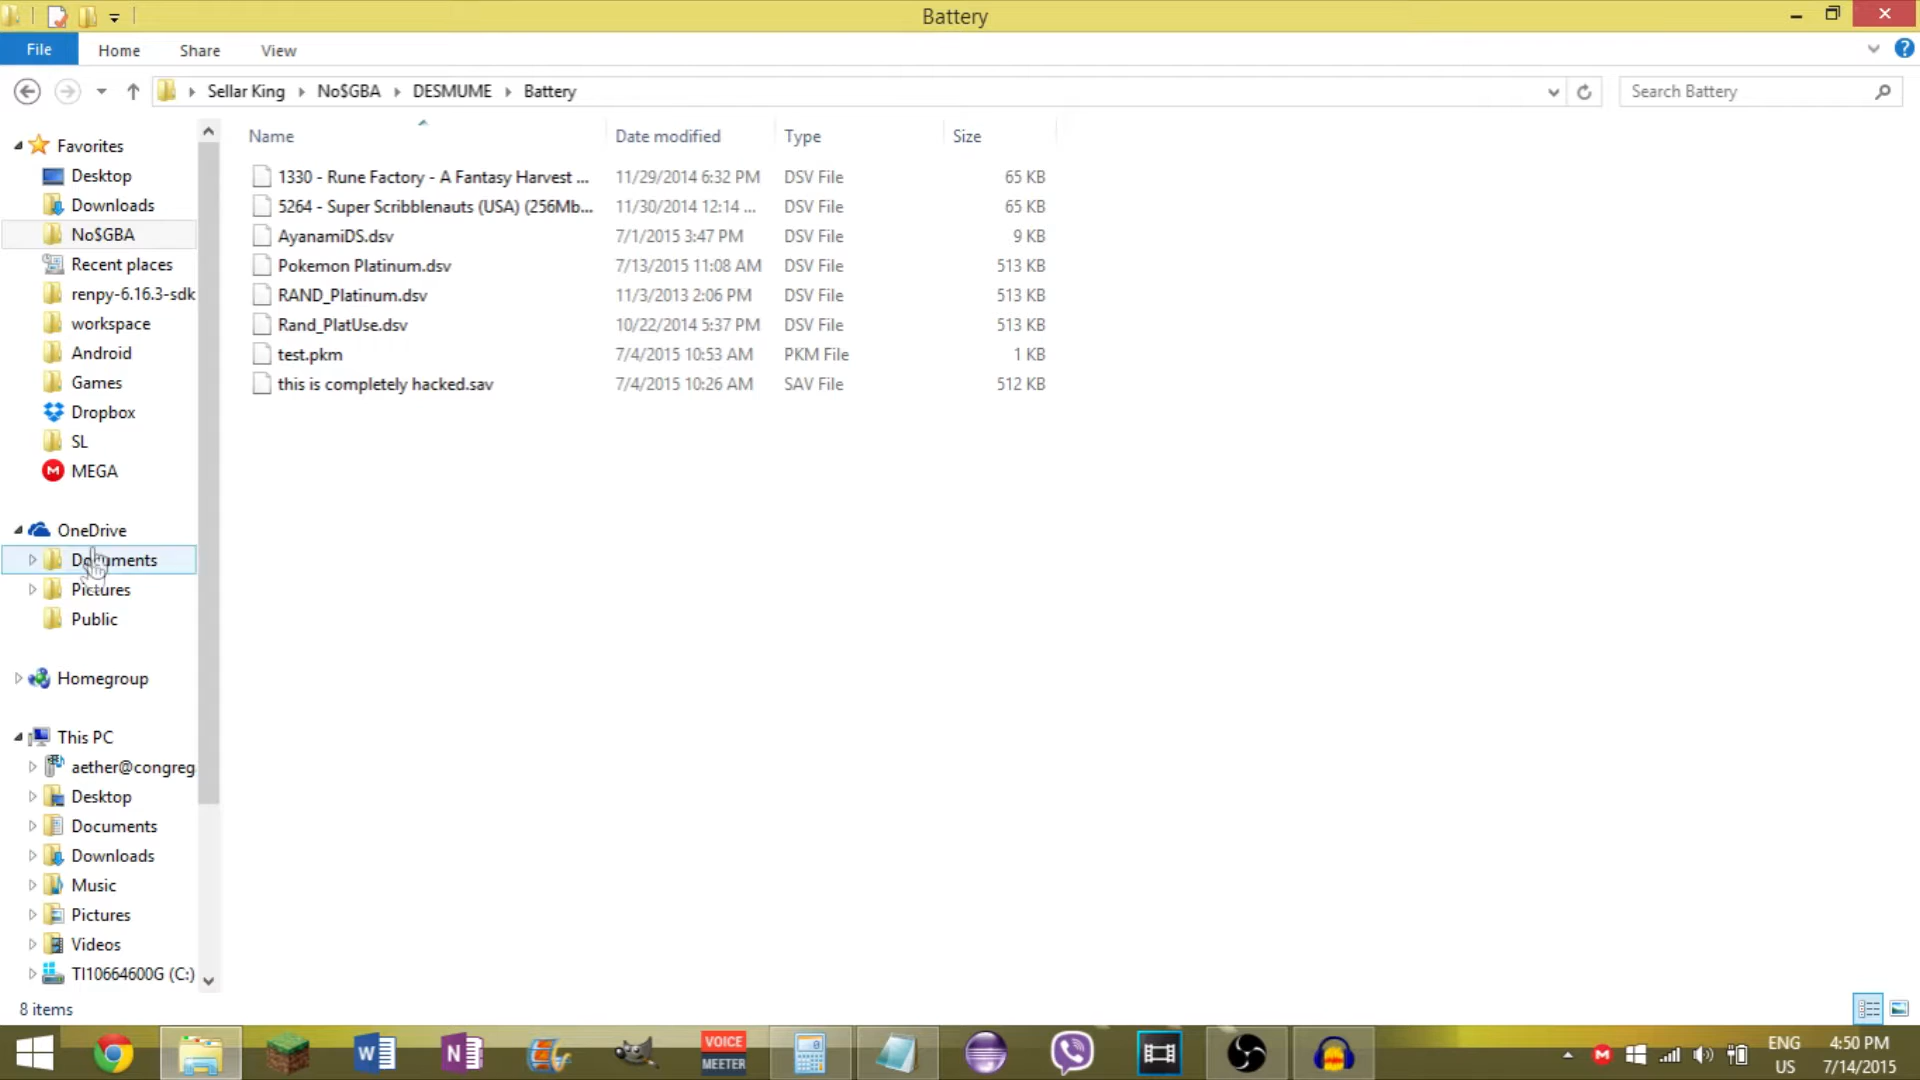 Battery
File Home Share View
Sellar King No$GBA DESMUME Battery
Search Battery
Name Date modified Type Size
1330 - Rune Factory - A Fantasy Harvest ... 11/29/2014 6:32 PM DSV File 65 KB
5264 - Super Scribblenauts (USA) (256Mb... 11/30/2014 12:14 ... DSV File 65 KB
AyanamiDS.dsv 7/1/2015 3:47 PM DSV File 9 KB
Pokemon Platinum.dsv 7/13/2015 11:08 AM DSV File 513 KB
RAND_Platinum.dsv 11/3/2013 2:06 PM DSV File 513 KB
Rand_PlatUse.dsv 10/22/2014 5:37 PM DSV File 513 KB
test.pkm 7/4/2015 10:53 AM PKM File 1 KB
this is completely hacked.sav 7/4/2015 10:26 AM SAV File 512 KB
Favorites
Desktop
Downloads
No$GBA
Recent places
renpy-6.16.3-sdk
workspace
Android
Games
Dropbox
SL
MEGA
OneDrive
Documents
Pictures
Public
Homegroup
This PC
aether@congreg
Desktop
Documents
Downloads
Music
Pictures
Videos
TI10664600G (C:)
8 items
VOICE
MEETER
ENG
US
4:50 PM
7/14/2015